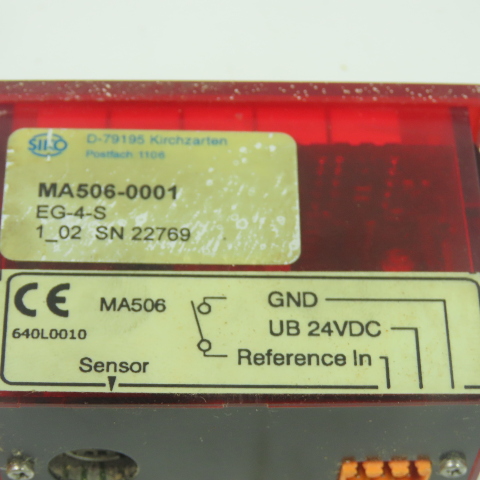 SIKO
D-79195 Kirchzarten
Postfach 1106
MA506-0001
EG-4-S
1_02 SN 22769
CE
MA506
GND
640L0010
UB 24VDC
Sensor
Reference In